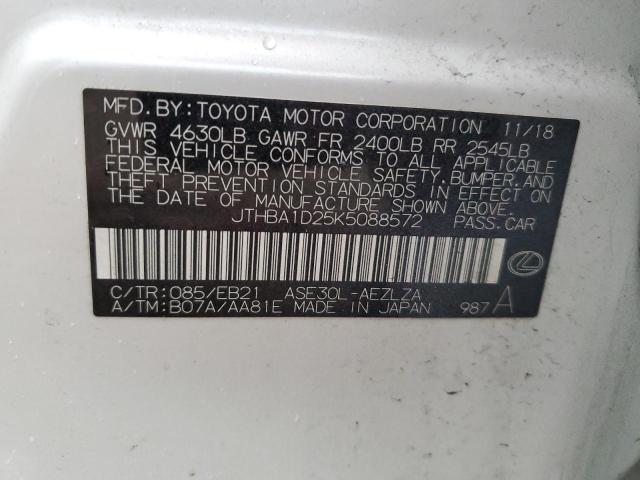 MFD. BY: TOYOTA MOTOR CORPORATION 11/18
GVWR 4630LB GAWR FR 2400LB RR 2545LB
THIS VEHICLE CONFORMS TO ALL APPLICABLE
FEDERAL MOTOR VEHICLE SAFETY, BUMPER, AND
THEFT PREVENTION STANDARDS IN EFFECT ON
THE DATE OF MANUFACTURE SHOWN ABOVE.
JTHBA1D25K5088572 PASS.CAR
C/TR: 085/EB21 ASE30L-AEZLZA
A/TM: B07A/AA81E MADE IN JAPAN 987 A